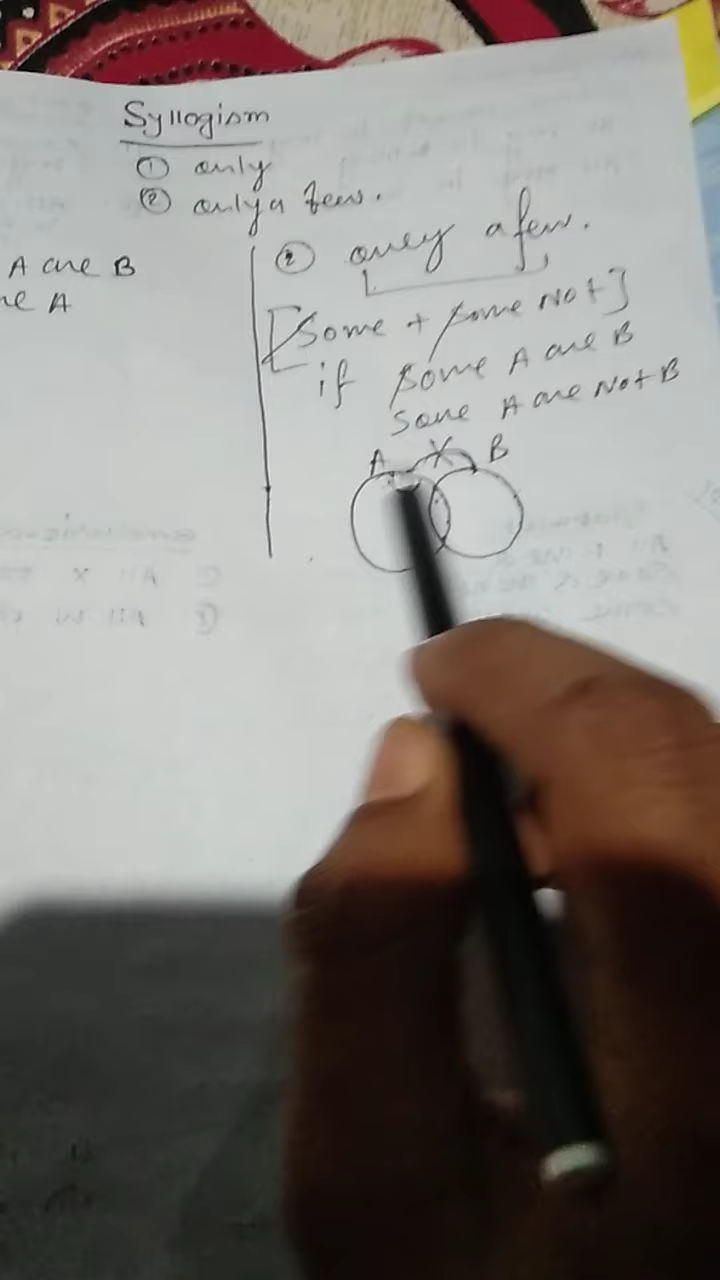 Syllogism
① only
② only a few.
A are B
re A
② only a few.
[Some + some Not]
if some A are B
Some A are Not B
A X B